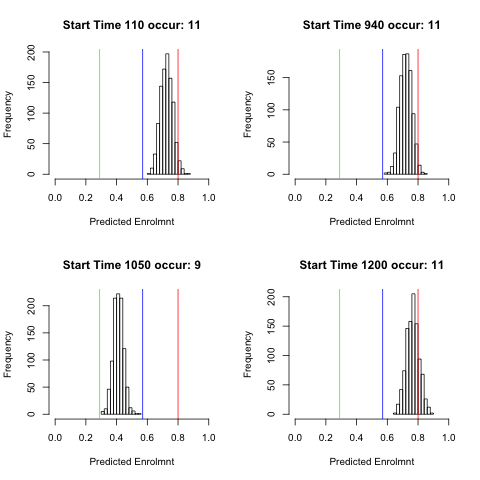 Start Time 110 occur: 11
Frequency
0 50 100 150 200
0.0 0.2 0.4 0.6 0.8 1.0
Predicted Enrolmnt
Start Time 940 occur: 11
Frequency
0 50 100 150
0.0 0.2 0.4 0.6 0.8 1.0
Predicted Enrolmnt
Start Time 1050 occur: 9
Frequency
0 50 100 150 200
0.0 0.2 0.4 0.6 0.8 1.0
Predicted Enrolmnt
Start Time 1200 occur: 11
Frequency
0 50 100 150 200
0.0 0.2 0.4 0.6 0.8 1.0
Predicted Enrolmnt